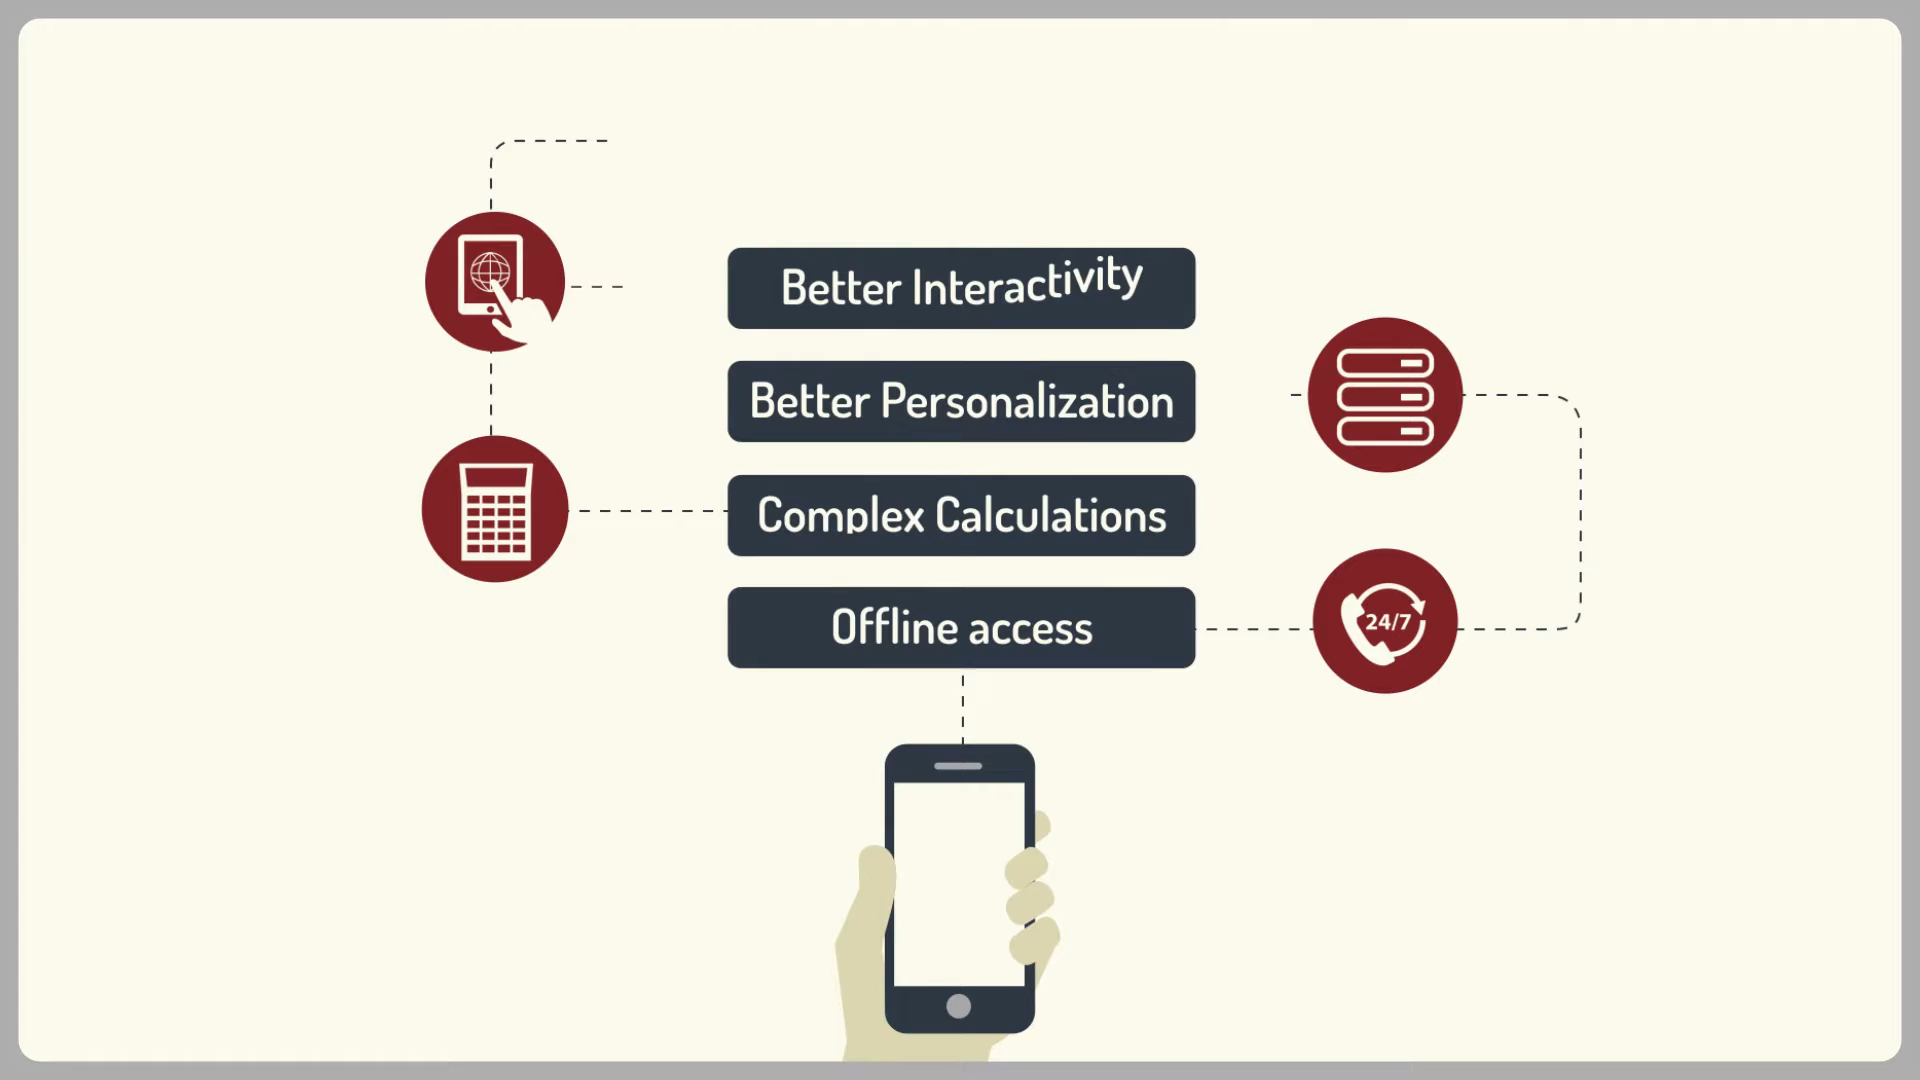 Better Interactivity
Better Personalization
Complex Calculations
Offline access
24/7